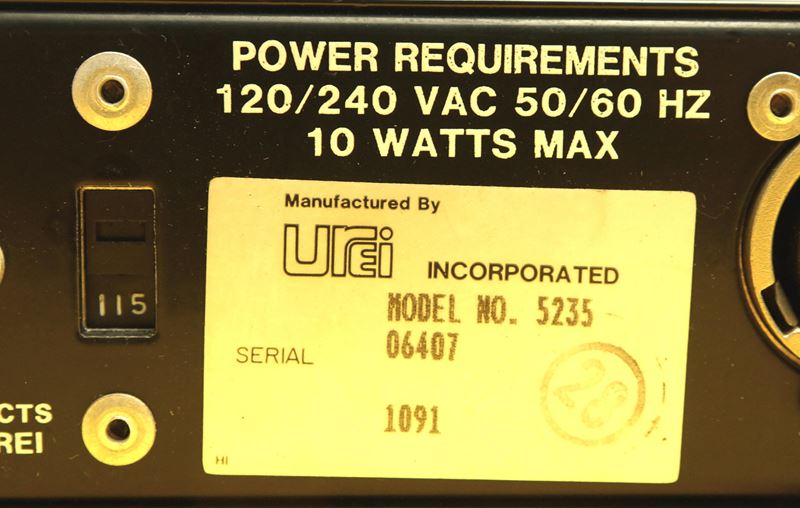 POWER REQUIREMENTS
120/240 VAC 50/60 HZ
10 WATTS MAX
115
Manufactured By
Urei INCORPORATED
MODEL NO. 5235
SERIAL 06407
1091
28
HI
CTS
REI